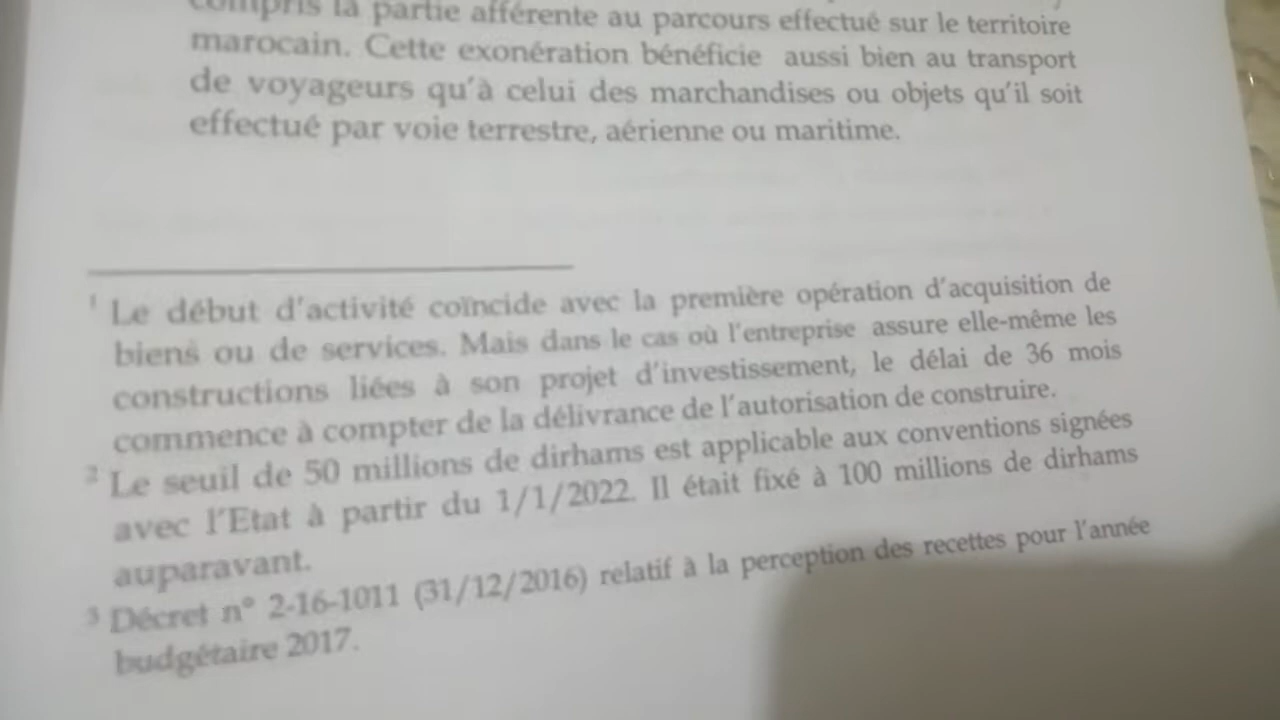 compris la partie afférente au parcours effectué sur le territoire
marocain. Cette exonération bénéficie aussi bien au transport
de voyageurs qu'à celui des marchandises ou objets qu'il soit
effectué par voie terrestre, aérienne ou maritime.
1 Le début d'activité coïncide avec la première opération d'acquisition de
biens ou de services. Mais dans le cas où l'entreprise assure elle-même les
constructions liées à son projet d'investissement, le délai de 36 mois
commence à compter de la délivrance de l'autorisation de construire.
2 Le seuil de 50 millions de dirhams est applicable aux conventions signées
avec l'Etat à partir du 1/1/2022. Il était fixé à 100 millions de dirhams
auparavant.
3 Décret n° 2-16-1011 (31/12/2016) relatif à la perception des recettes pour l'année
budgétaire 2017.